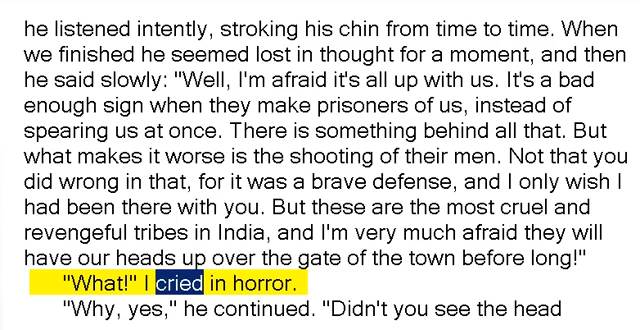 he listened intently, stroking his chin from time to time. When
we finished he seemed lost in thought for a moment, and then
he said slowly: "Well, I'm afraid it's all up with us. It's a bad
enough sign when they make prisoners of us, instead of
spearing us at once. There is something behind all that. But
what makes it worse is the shooting of their men. Not that you
did wrong in that, for it was a brave defense, and I only wish I
had been there with you. But these are the most cruel and
revengeful tribes in India, and I'm very much afraid they will
have our heads up over the gate of the town before long!"
"What!" I cried in horror.
"Why, yes," he continued. "Didn't you see the head